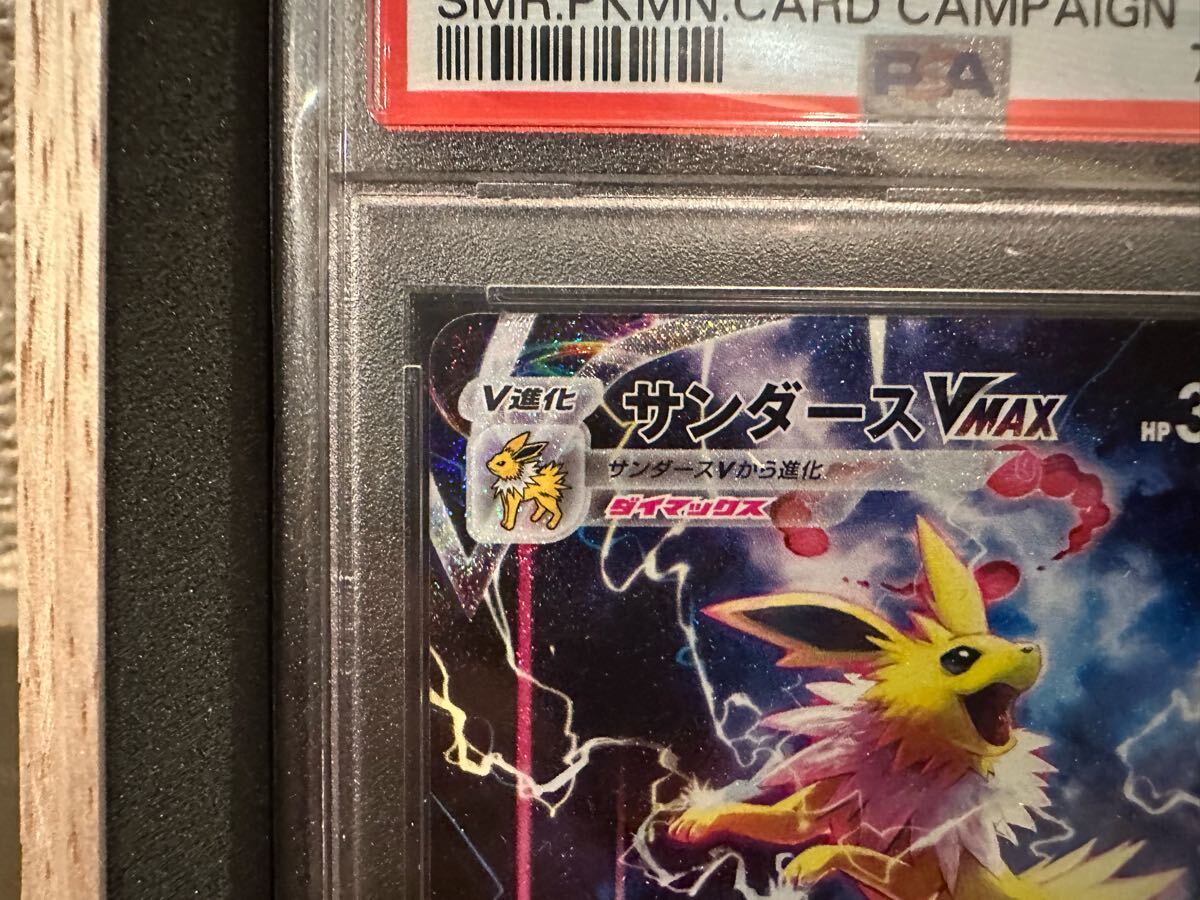 SMR.PKMN.CARD CAMPAIGN
PSA
V進化
サンダースVMAX
HP 3
サンダースVから進化
ダイマックス